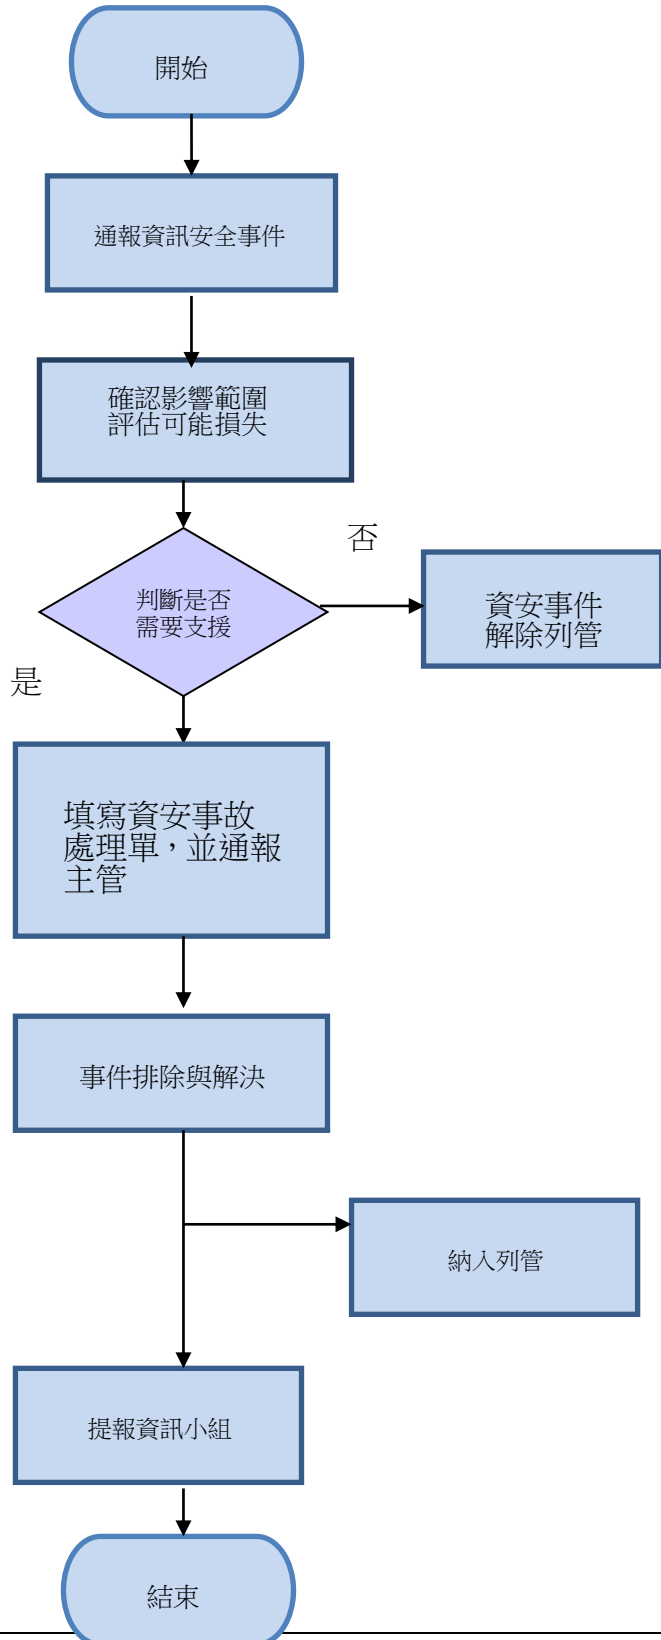 開始
通報資訊安全事件
確認影響範圍
評估可能損失
否
判斷是否
需要支援
資安事件
解除列管
是
填寫資安事故
處理單，並通報
主管
事件排除與解決
納入列管
提報資訊小組
結束